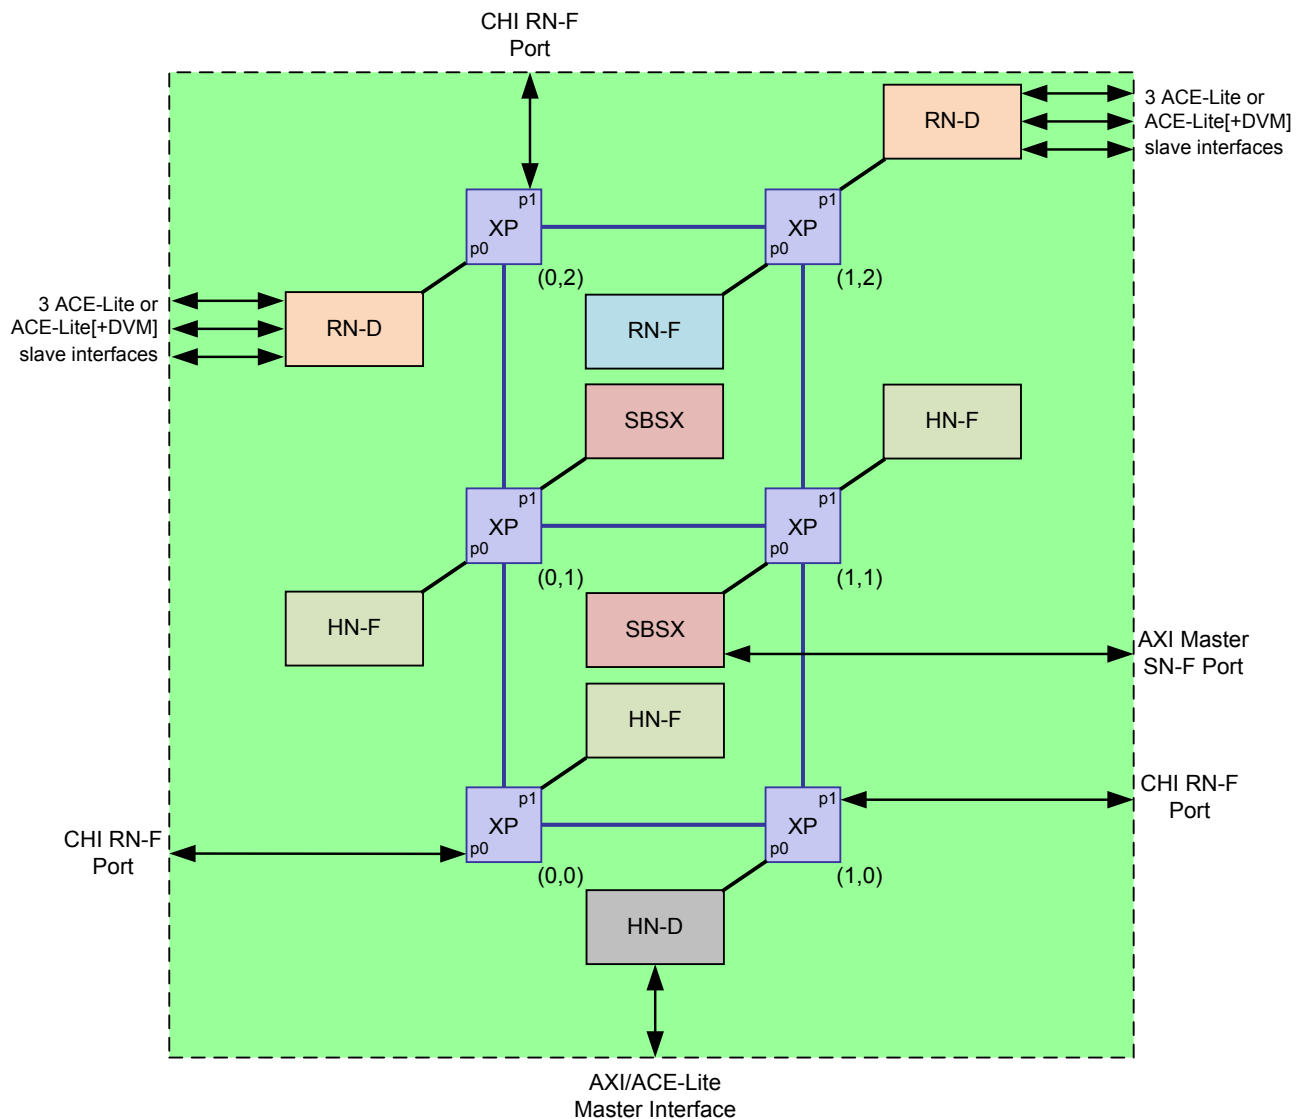 CHI RN-F
Port
RN-D
3 ACE-Lite or
ACE-Lite[+DVM]
slave interfaces
p1
XP
p0
(0,2)
p1
XP
p0
(1,2)
3 ACE-Lite or
ACE-Lite[+DVM]
slave interfaces
RN-D
RN-F
SBSX
HN-F
p1
XP
p0
(0,1)
p1
XP
p0
(1,1)
HN-F
SBSX
AXI Master
SN-F Port
HN-F
CHI RN-F
Port
p1
XP
p0
(0,0)
p1
XP
p0
(1,0)
CHI RN-F
Port
HN-D
AXI/ACE-Lite
Master Interface